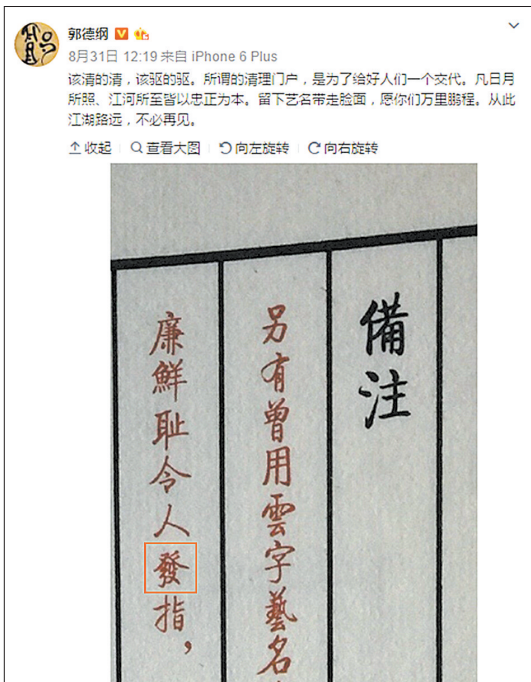 郭德纲
8月31日 12:19 来自 iPhone 6 Plus
该清的清，该驱的驱。所谓的清理门户，是为了给好人们一个交代。凡日月
所照、江河所至皆以忠正为本。留下艺名带走脸面，愿你们万里鹏程。从此
江湖路远，不必再见。
收起 查看大图 向左旋转 向右旋转
備注
另有曾用雲字藝名
廉鮮耻令人發指，